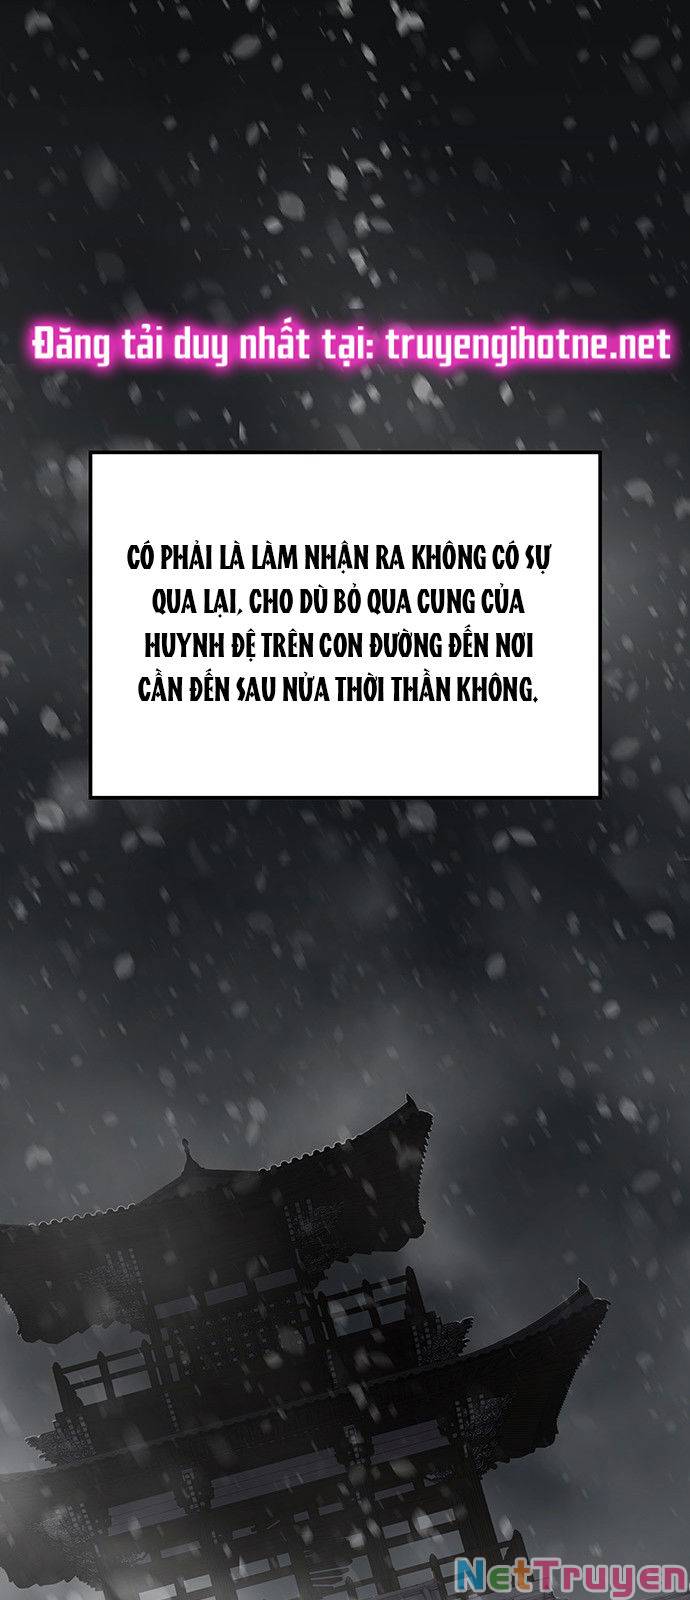 Đăng tải duy nhất tại: truyengihotne.net
CÓ PHẢI LÀ LÀM NHẬN RA KHÔNG CÓ SỰ
QUA LẠI, CHO DÙ BỎ QUA CUNG CỦA
HUYNH ĐỆ TRÊN CON ĐƯỜNG ĐẾN NƠI
CẦN ĐẾN SAU NỬA THỜI THẦN KHÔNG.
NetTruyen